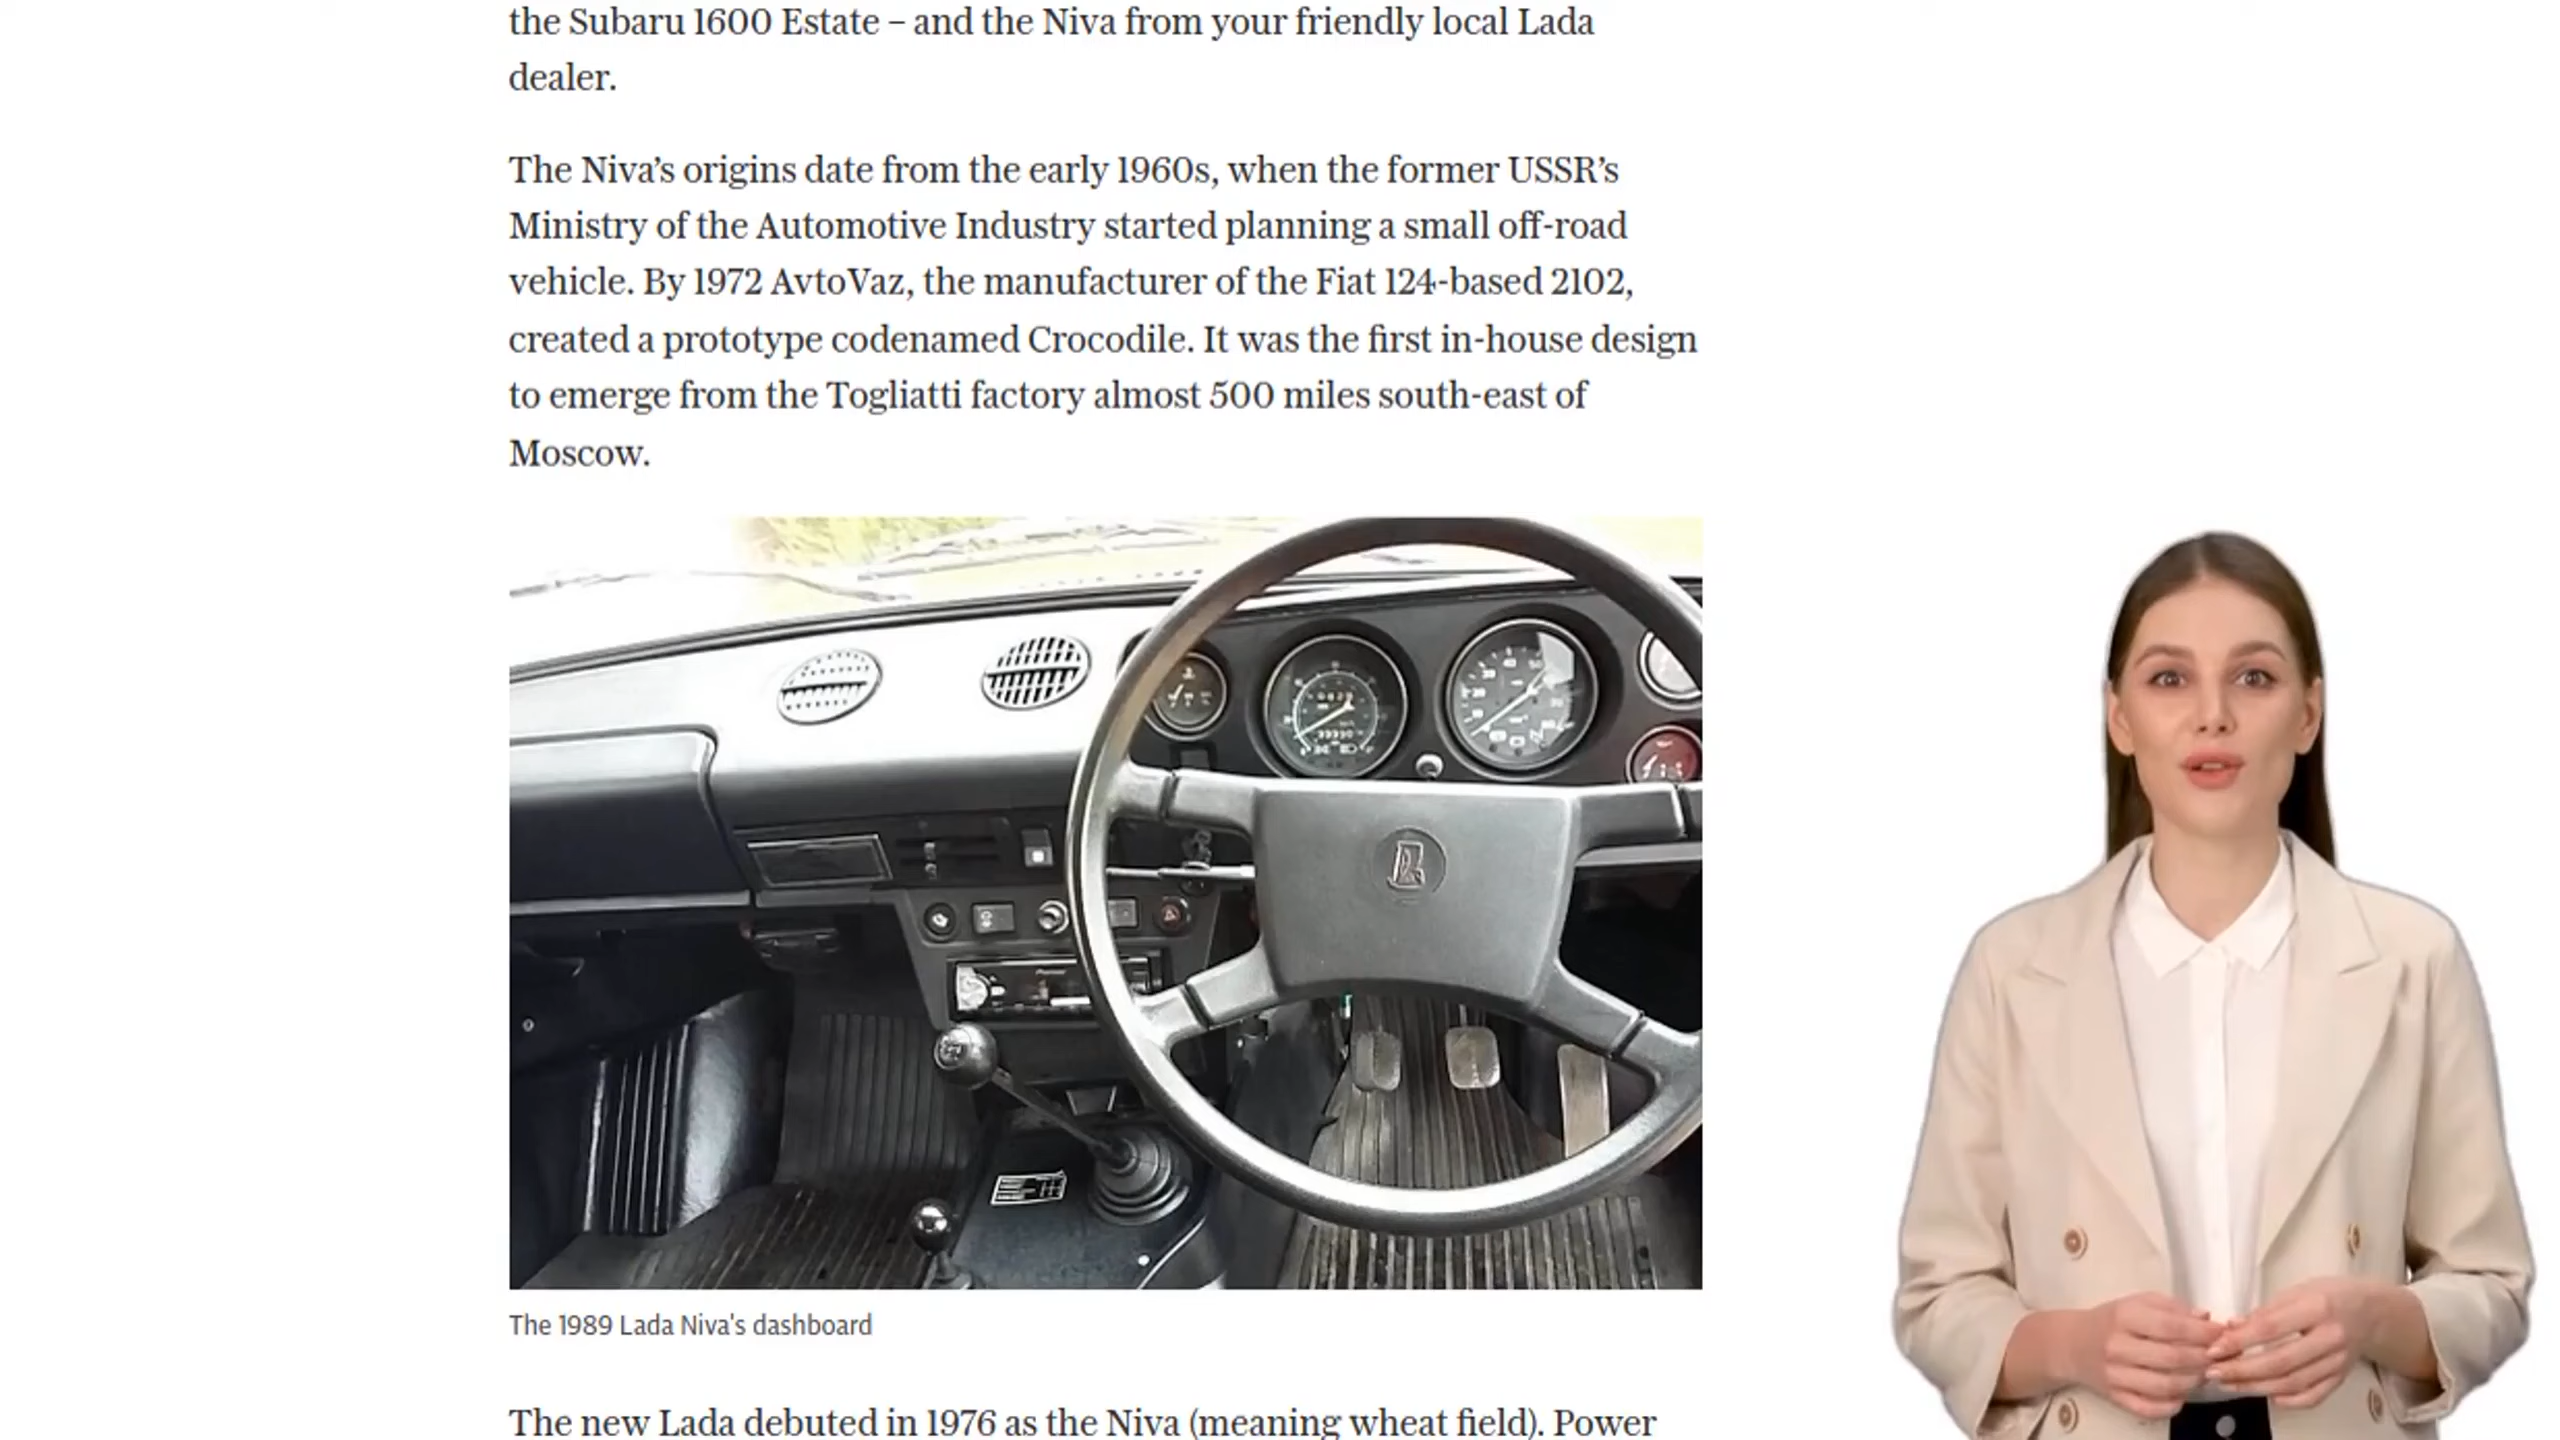 the Subaru 1600 Estate – and the Niva from your friendly local Lada
dealer.
The Niva’s origins date from the early 1960s, when the former USSR’s
Ministry of the Automotive Industry started planning a small off-road
vehicle. By 1972 AvtoVaz, the manufacturer of the Fiat 124-based 2102,
created a prototype codenamed Crocodile. It was the first in-house design
to emerge from the Togliatti factory almost 500 miles south-east of
Moscow.
The 1989 Lada Niva's dashboard
The new Lada debuted in 1976 as the Niva (meaning wheat field). Power